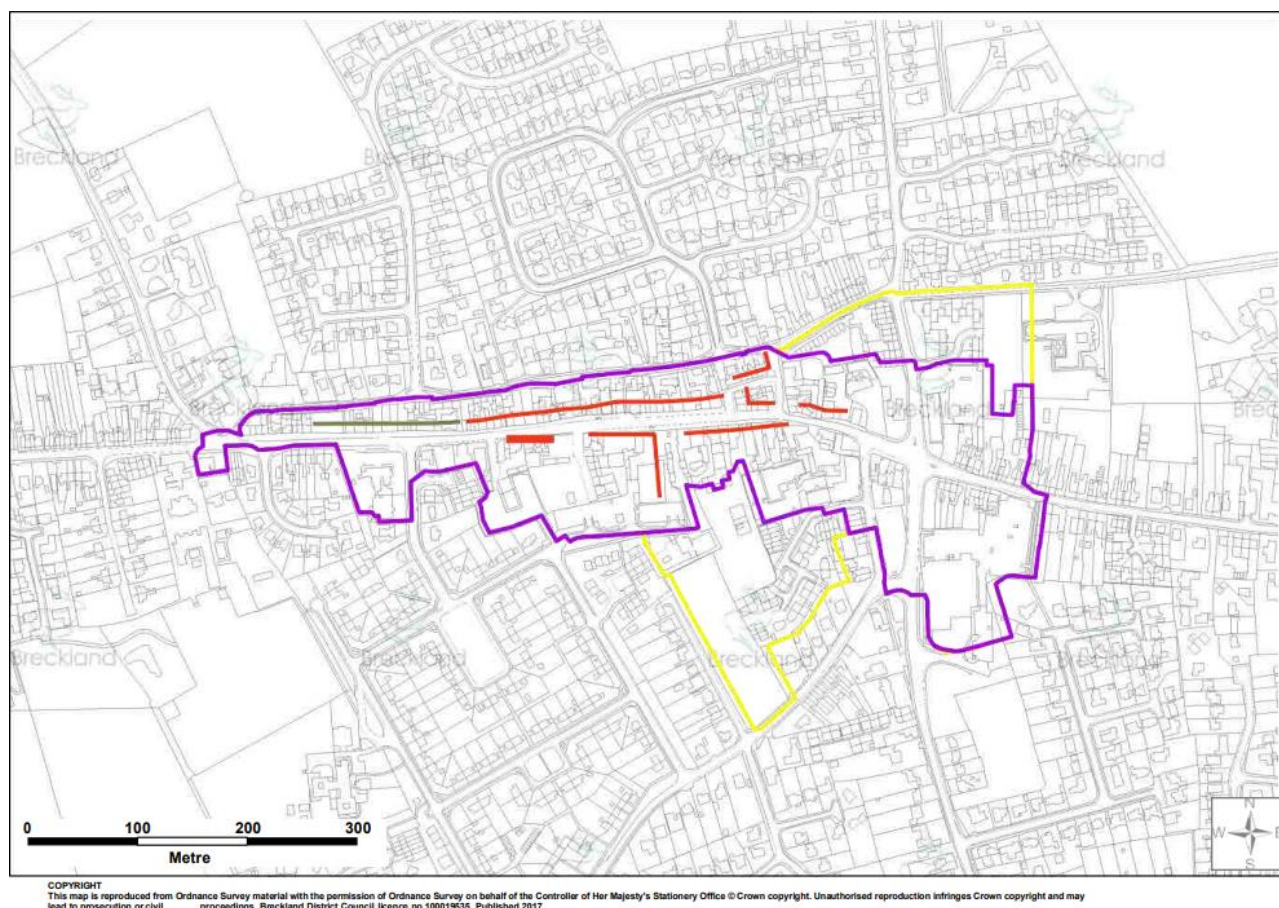 Breckland Breckland Breckland Breckland
Breckland Breckland Breckland
Breckland Breckland Breckland Breckland
0 100 200 300
Metre
N
W E
S
COPYRIGHT
This map is reproduced from Ordnance Survey material with the permission of Ordnance Survey on behalf of the Controller of Her Majesty's Stationery Office © Crown copyright. Unauthorised reproduction infringes Crown copyright and may
lead to prosecution or civil proceedings. Breckland District Council licence no 100019535. Published 2017